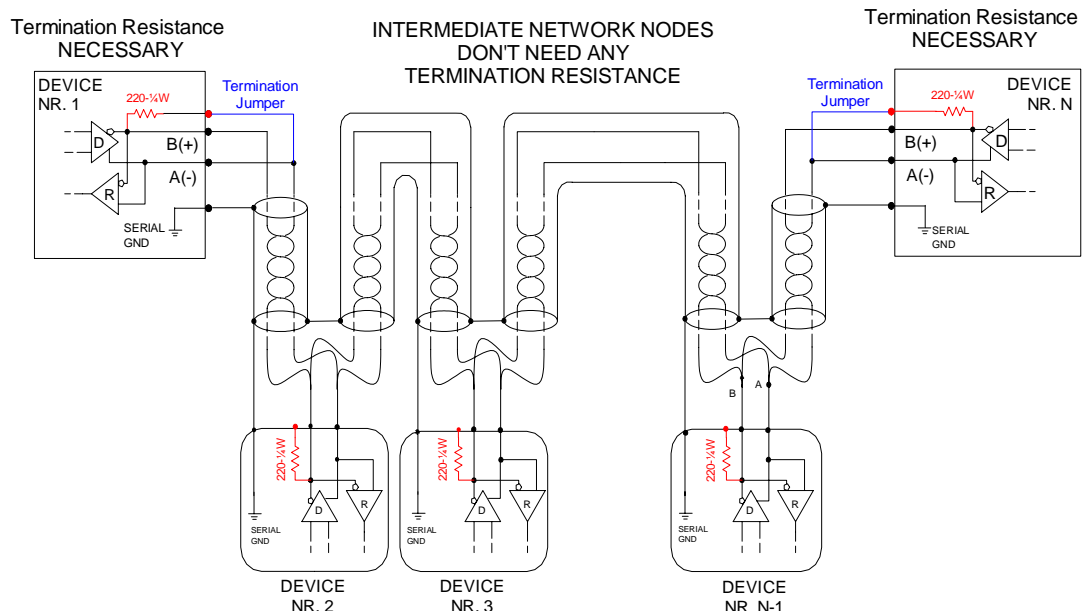 Termination Resistance
NECESSARY
INTERMEDIATE NETWORK NODES
DON'T NEED ANY
TERMINATION RESISTANCE
Termination Resistance
NECESSARY
DEVICE
NR. 1
220-¼W
Termination
Jumper
D
B(+)
A(-)
R
SERIAL
GND
Termination
Jumper
220-¼W
DEVICE
NR. N
B(+)
D
A(-)
R
SERIAL
GND
B
A
220-¼W
D
R
SERIAL
GND
220-¼W
D
R
SERIAL
GND
220-¼W
D
R
SERIAL
GND
DEVICE
NR. 2
DEVICE
NR. 3
DEVICE
NR. N-1